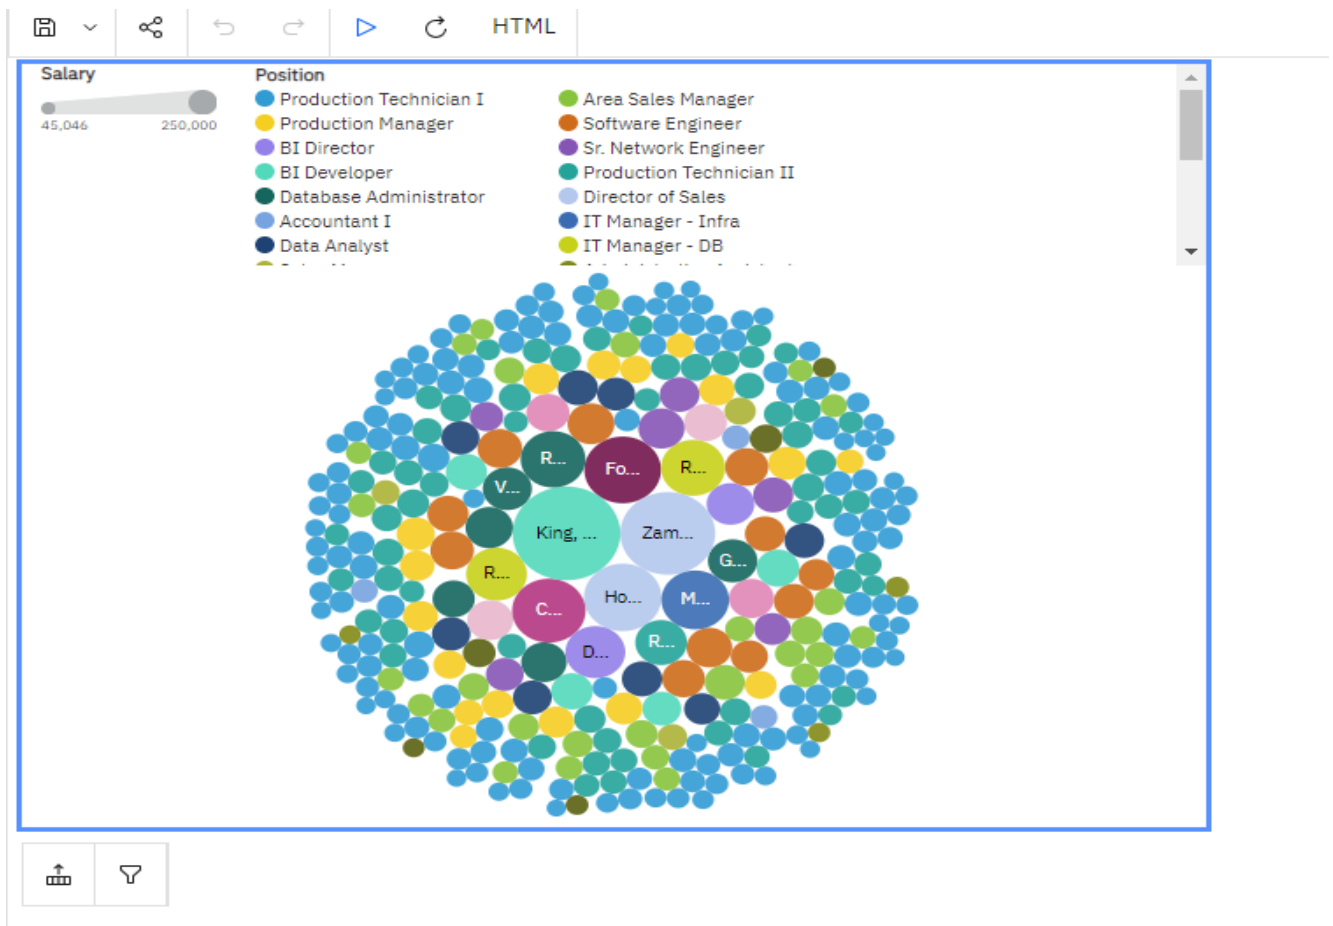 HTML
Salary
45,046 250,000
Position
Production Technician I
Area Sales Manager
Production Manager
Software Engineer
BI Director
Sr. Network Engineer
BI Developer
Production Technician II
Database Administrator
Director of Sales
Accountant I
IT Manager - Infra
Data Analyst
IT Manager - DB
R...
Fo...
R...
V...
King, ...
Zam...
G...
R...
C...
Ho...
M...
D...
R...